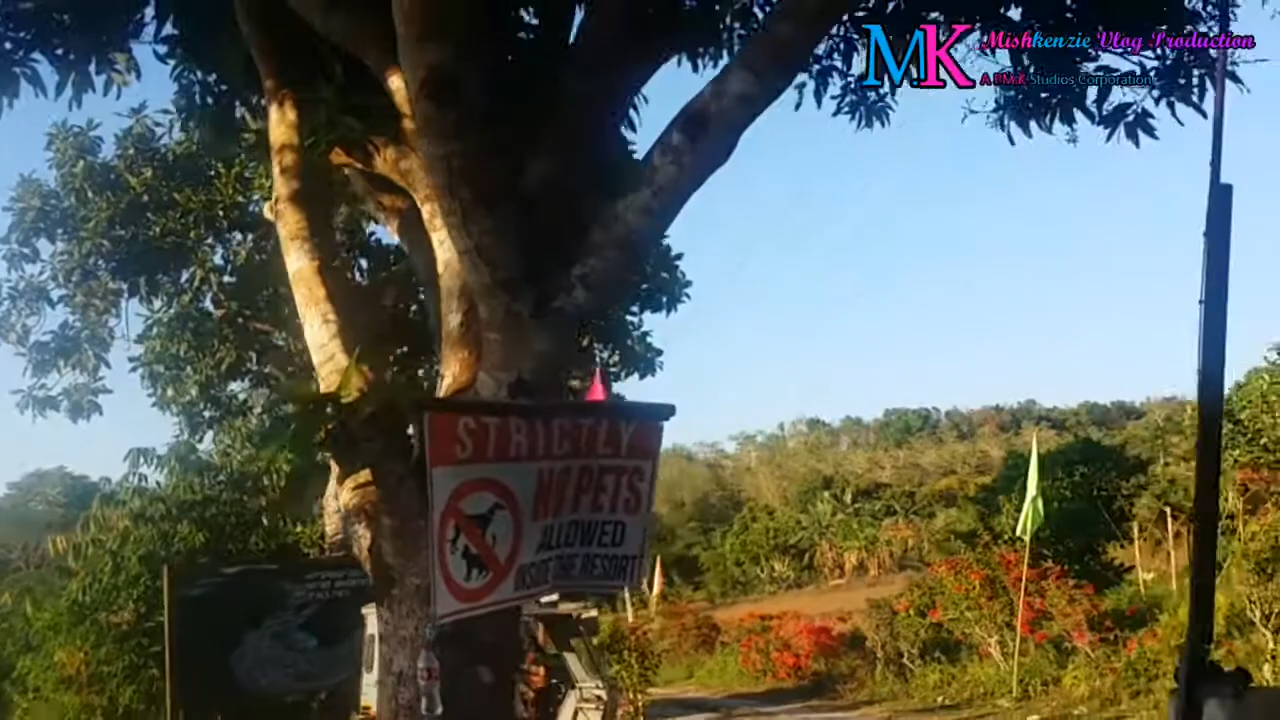 MK Mishkenzie Vlog Production
A PMK Studios Corporation
STRICTLY
NO PETS
ALLOWED
INSIDE THE RESORT